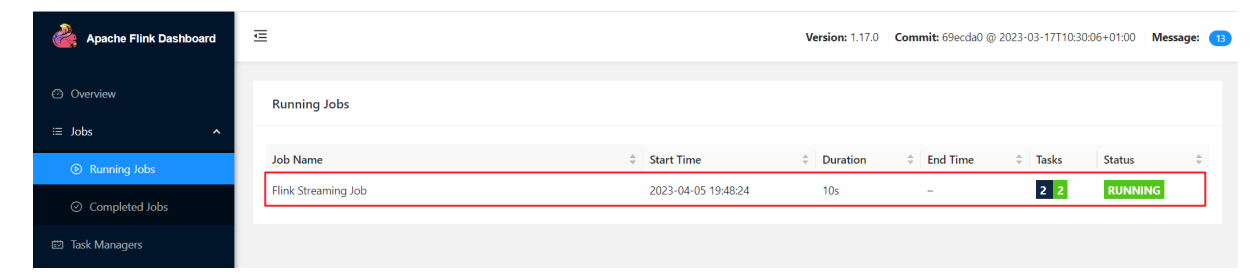 Apache Flink Dashboard
Version: 1.17.0 Commit: 69ecda0 @ 2023-03-17T10:30:06+01:00 Message: 13
Overview
Jobs
Running Jobs
Completed Jobs
Task Managers
Running Jobs
Job Name Start Time Duration End Time Tasks Status
Flink Streaming Job 2023-04-05 19:48:24 10s – 2 2 RUNNING